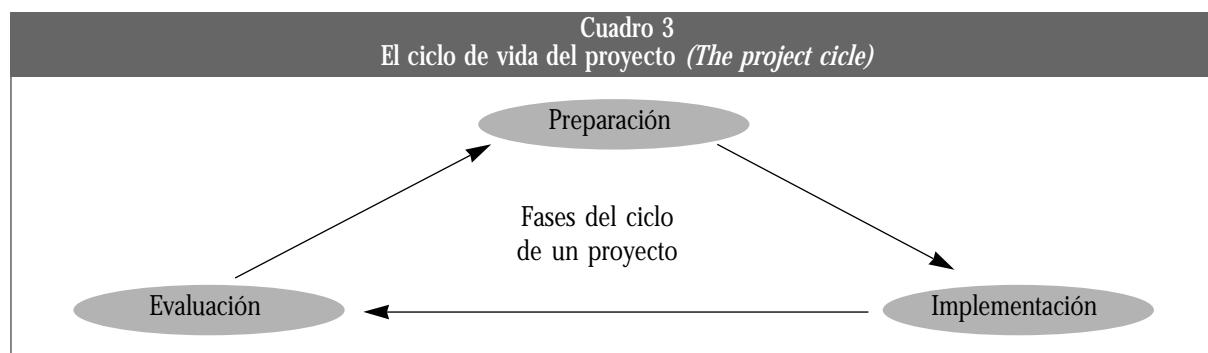 Cuadro 3
El ciclo de vida del proyecto (The project cicle)
Preparación
Fases del ciclo
de un proyecto
Evaluación
Implementación